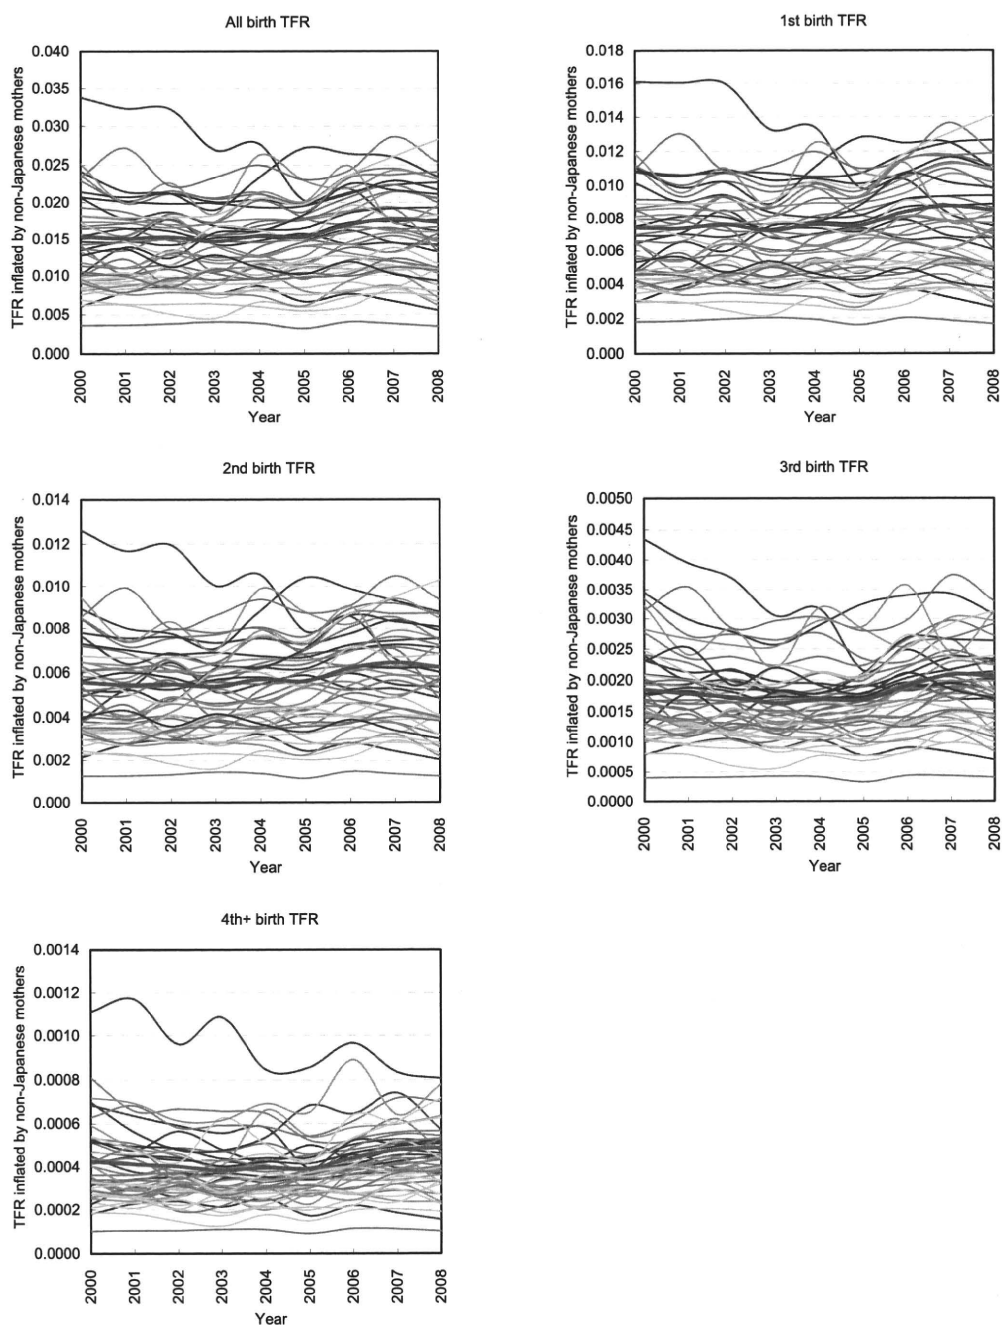 All birth TFR
TFR inflated by non-Japanese mothers
0.040
0.035
0.030
0.025
0.020
0.015
0.010
0.005
0.000
2000 2001 2002 2003 2004 2005 2006 2007 2008
Year
1st birth TFR
TFR inflated by non-Japanese mothers
0.018
0.016
0.014
0.012
0.010
0.008
0.006
0.004
0.002
0.000
2000 2001 2002 2003 2004 2005 2006 2007 2008
Year
2nd birth TFR
TFR inflated by non-Japanese mothers
0.014
0.012
0.010
0.008
0.006
0.004
0.002
0.000
2000 2001 2002 2003 2004 2005 2006 2007 2008
Year
3rd birth TFR
TFR inflated by non-Japanese mothers
0.0050
0.0045
0.0040
0.0035
0.0030
0.0025
0.0020
0.0015
0.0010
0.0005
0.0000
2000 2001 2002 2003 2004 2005 2006 2007 2008
Year
4th+ birth TFR
TFR inflated by non-Japanese mothers
0.0014
0.0012
0.0010
0.0008
0.0006
0.0004
0.0002
0.0000
2000 2001 2002 2003 2004 2005 2006 2007 2008
Year